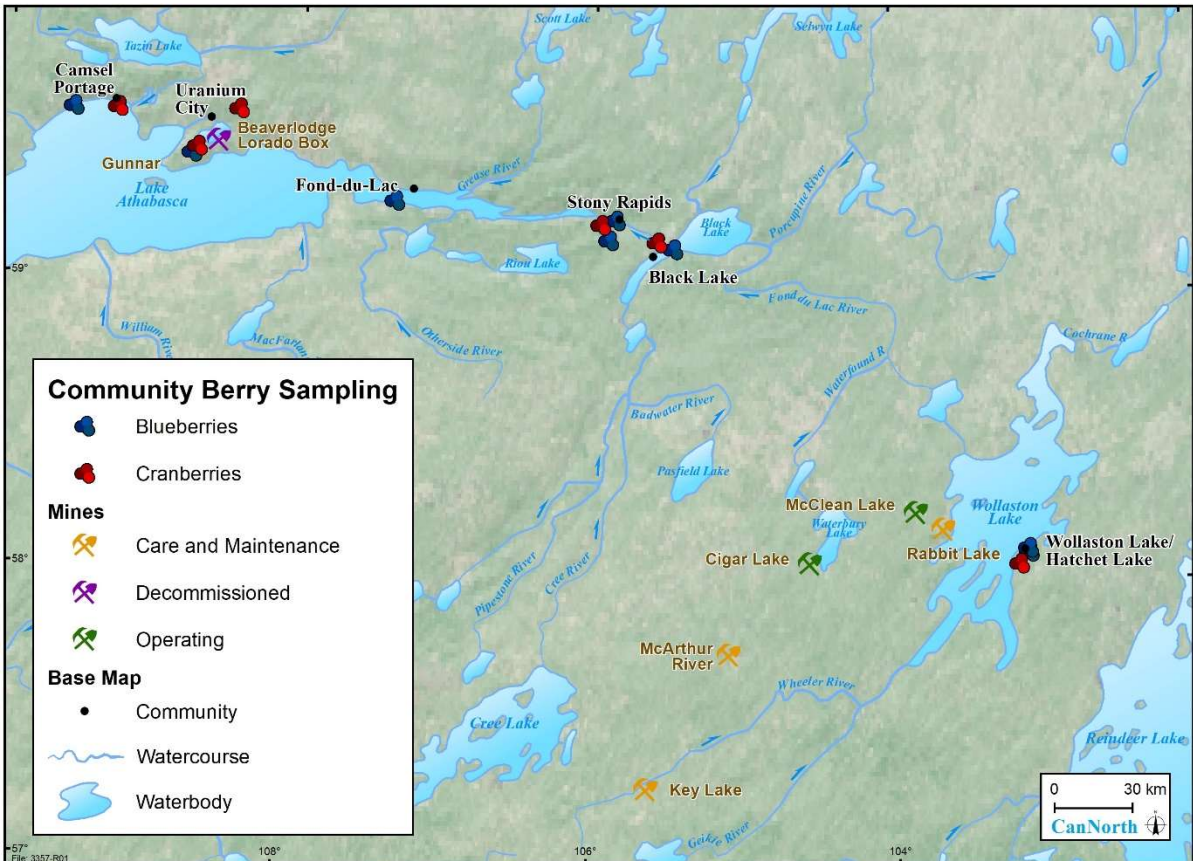 Scott Lake
Selwyn Lake
Tazin Lake
Camsel
Portage
Uranium
City
Beaverlodge
Lorado Box
Gunnar
Lake
Athabasca
Fond-du-Lac
Grease River
Stony Rapids
Black
Lake
Porcupine River
Riou Lake
Black Lake
59°
Fond du Lac River
William River
MacFarlan
Otherside River
Cochrane R
Waterfound R
Badwater River
Pasfield Lake
McClean Lake
Wollaston
Lake
Waterbury
Lake
Rabbit Lake
Wollaston Lake/
Hatchet Lake
58°
Cigar Lake
Pipestone River
Cree River
McArthur
River
Wheeler River
Cree Lake
Reindeer Lake
Key Lake
Geikie River
Community Berry Sampling
Blueberries
Cranberries
Mines
Care and Maintenance
Decommissioned
Operating
Base Map
Community
Watercourse
Waterbody
0 30 km
CanNorth
57°
108°
106°
104°
File: 3357-R01